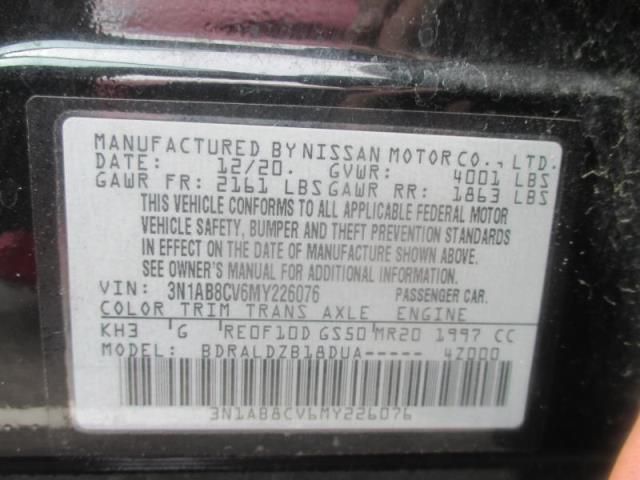 MANUFACTURED BY NISSAN MOTOR CO., LTD.
DATE: 12/20. GVWR: 4001 LBS
GAWR FR: 2161 LBS GAWR RR: 1863 LBS
THIS VEHICLE CONFORMS TO ALL APPLICABLE FEDERAL MOTOR
VEHICLE SAFETY, BUMPER AND THEFT PREVENTION STANDARDS
IN EFFECT ON THE DATE OF MANUFACTURE SHOWN ABOVE.
SEE OWNER'S MANUAL FOR ADDITIONAL INFORMATION.
VIN: 3N1AB8CV6MY226076 PASSENGER CAR.
COLOR TRIM TRANS AXLE ENGINE
KH3 G RE0F10D GS50 MR20 1997 CC
MODEL: BDRALDZB18DUA----- 4Z000
3N1AB8CV6MY226076